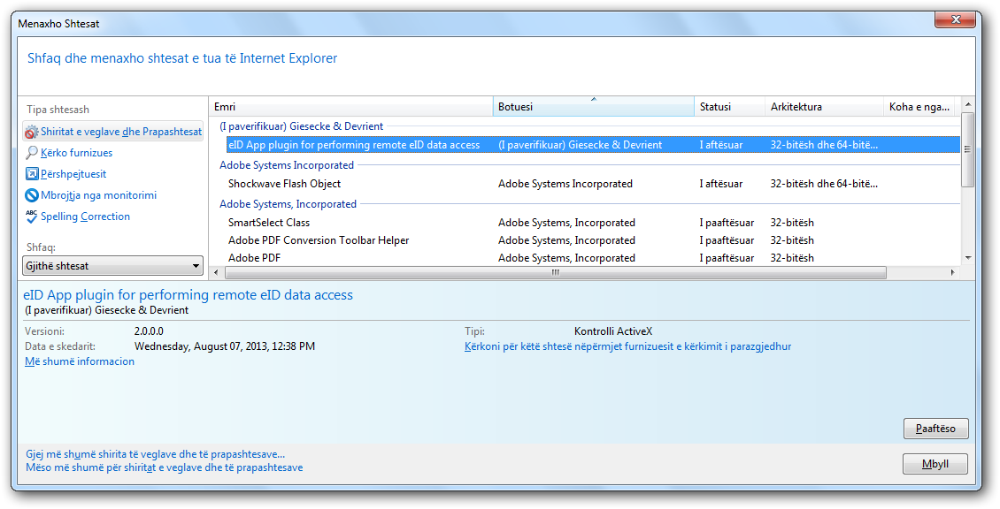 Menaxho Shtesat
Shfaq dhe menaxho shtesat e tua të Internet Explorer
Tipa shtesash
Shiritat e veglave dhe Prapashtesat
Kërko furnizues
Përshpejtuesit
Mbrojtja nga monitorimi
ABC Spelling Correction
Shfaq:
Gjithë shtesat
Emri Botuesi Statusi Arkitektura Koha e nga...
(I paverifikuar) Giesecke & Devrient
eID App plugin for performing remote eID data access (I paverifikuar) Giesecke & Devrient I aftësuar 32-bitësh dhe 64-bitë...
Adobe Systems Incorporated
Shockwave Flash Object Adobe Systems Incorporated I aftësuar 32-bitësh dhe 64-bitë...
Adobe Systems, Incorporated
SmartSelect Class Adobe Systems, Incorporated I paaftësuar 32-bitësh
Adobe PDF Conversion Toolbar Helper Adobe Systems, Incorporated I paaftësuar 32-bitësh
Adobe PDF Adobe Systems, Incorporated I paaftësuar 32-bitësh
eID App plugin for performing remote eID data access
(I paverifikuar) Giesecke & Devrient
Versioni: 2.0.0.0 Tipi: Kontrolli ActiveX
Data e skedarit: Wednesday, August 07, 2013, 12:38 PM Kërkoni për këtë shtesë nëpërmjet furnizuesit e kërkimit i parazgjedhur
Më shumë informacion
Paaftëso
Gjej më shumë shirita të veglave dhe të prapashtesave...
Mëso më shumë për shiritat e veglave dhe të prapashtesave
Mbyll